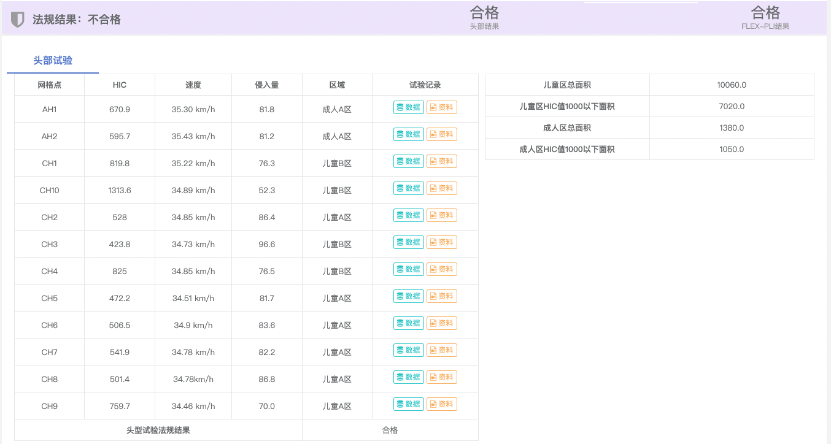 法规结果：不合格
合格
头部结果
合格
FLEX-PLI结果
头部试验
网格点 HIC 速度 侵入量 区域 试验记录
AH1 670.9 35.30 km/h 81.8 成人A区 数据 资料
AH2 595.7 35.43 km/h 81.2 成人A区 数据 资料
CH1 819.8 35.22 km/h 76.3 儿童B区 数据 资料
CH10 1313.6 34.89 km/h 52.3 儿童B区 数据 资料
CH2 528 34.85 km/h 86.4 儿童A区 数据 资料
CH3 423.8 34.73 km/h 96.6 儿童B区 数据 资料
CH4 825 34.85 km/h 76.5 儿童B区 数据 资料
CH5 472.2 34.51 km/h 81.7 儿童A区 数据 资料
CH6 506.5 34.9 km/h 83.6 儿童A区 数据 资料
CH7 541.9 34.78 km/h 82.2 儿童A区 数据 资料
CH8 501.4 34.78km/h 86.8 儿童A区 数据 资料
CH9 759.7 34.46 km/h 70.0 儿童A区 数据 资料
头型试验法规结果 合格
儿童区总面积 10060.0
儿童区HIC值1000以下面积 7020.0
成人区总面积 1380.0
成人区HIC值1000以下面积 1050.0